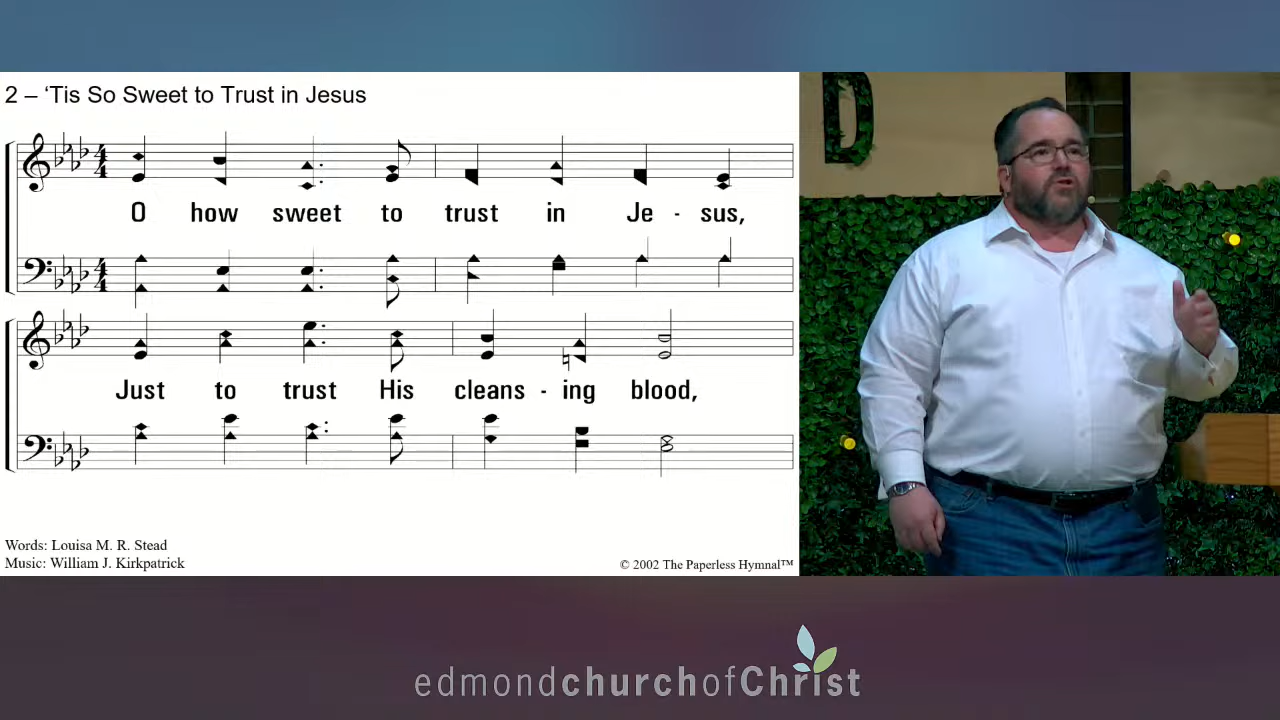 2 – ‘Tis So Sweet to Trust in Jesus
O how sweet to trust in Je - sus,
Just to trust His cleans - ing blood,
Words: Louisa M. R. Stead
Music: William J. Kirkpatrick
© 2002 The Paperless Hymnal™
D
edmondchurchofChrist